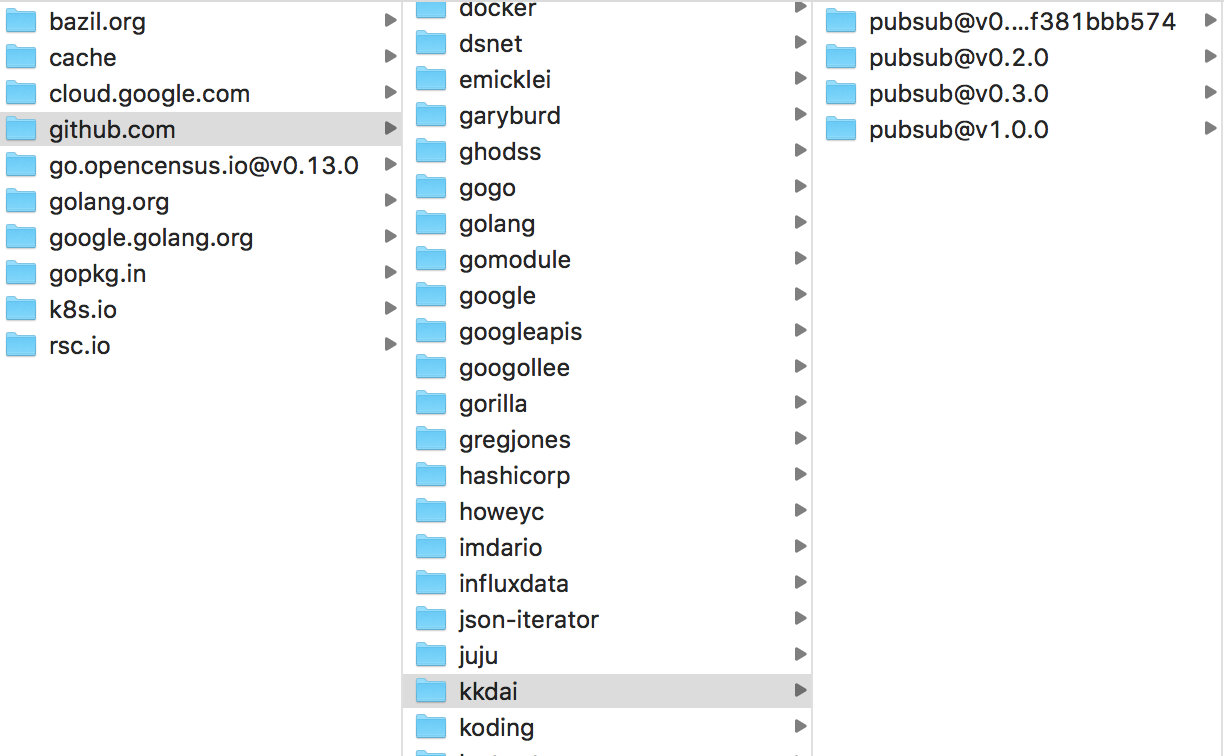 bazil.org
cache
cloud.google.com
github.com
go.opencensus.io@v0.13.0
golang.org
google.golang.org
gopkg.in
k8s.io
rsc.io
docker
dsnet
emicklei
garyburd
ghodss
gogo
golang
gomodule
google
googleapis
googollee
gorilla
gregjones
hashicorp
howeyc
imdario
influxdata
json-iterator
juju
kkdai
koding
pubsub@v0....f381bbb574
pubsub@v0.2.0
pubsub@v0.3.0
pubsub@v1.0.0